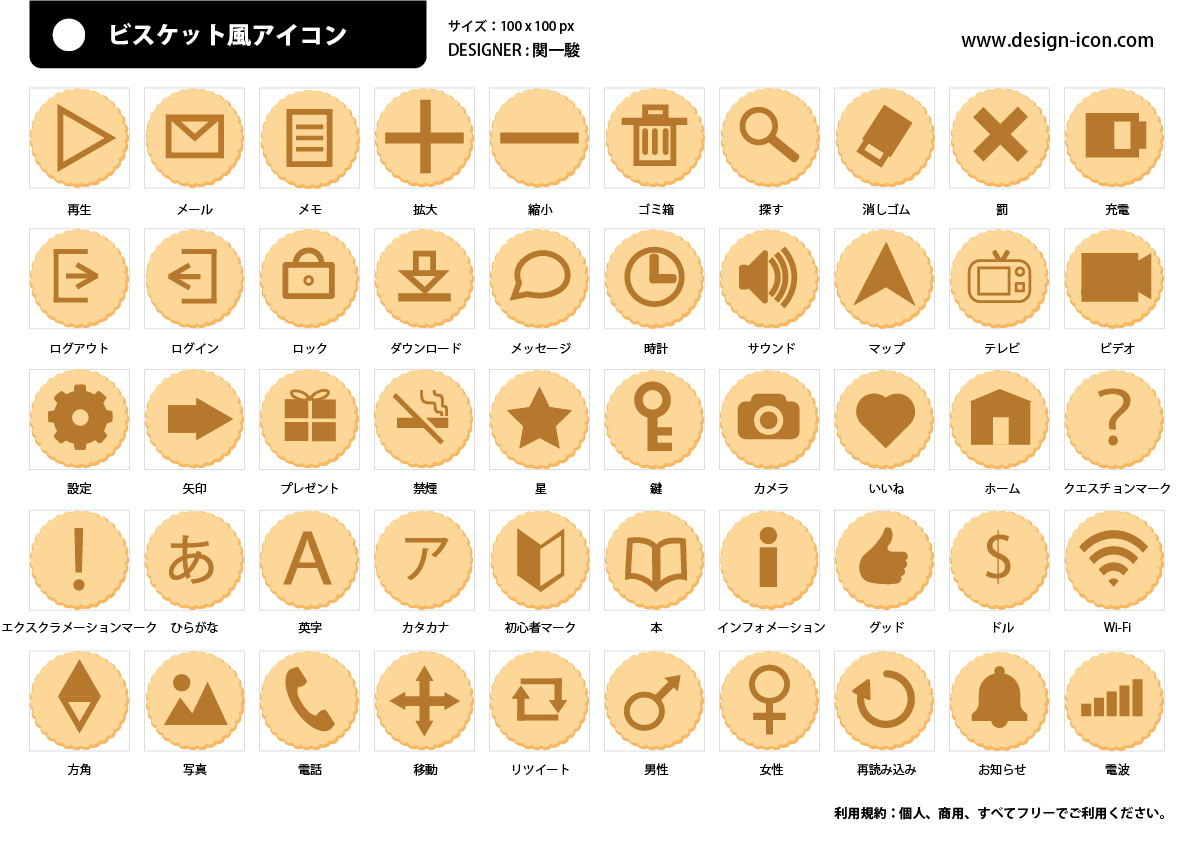 ビスケット風アイコン
サイズ：100 x 100 px
DESIGNER : 関一駿
www.design-icon.com
再生 メール メモ 拡大 縮小 ゴミ箱 探す 消しゴム 罰 充電
ログアウト ログイン ロック ダウンロード メッセージ 時計 サウンド マップ テレビ ビデオ
?
設定 矢印 プレゼント 禁煙 星 鍵 カメラ いいね ホーム クエスチョンマーク
! あ A ア $
エクスクラメーションマーク ひらがな 英字 カタカナ 初心者マーク 本 インフォメーション グッド ドル Wi-Fi
方角 写真 電話 移動 リツイート 男性 女性 再読み込み お知らせ 電波
利用規約：個人、商用、すべてフリーでご利用ください。